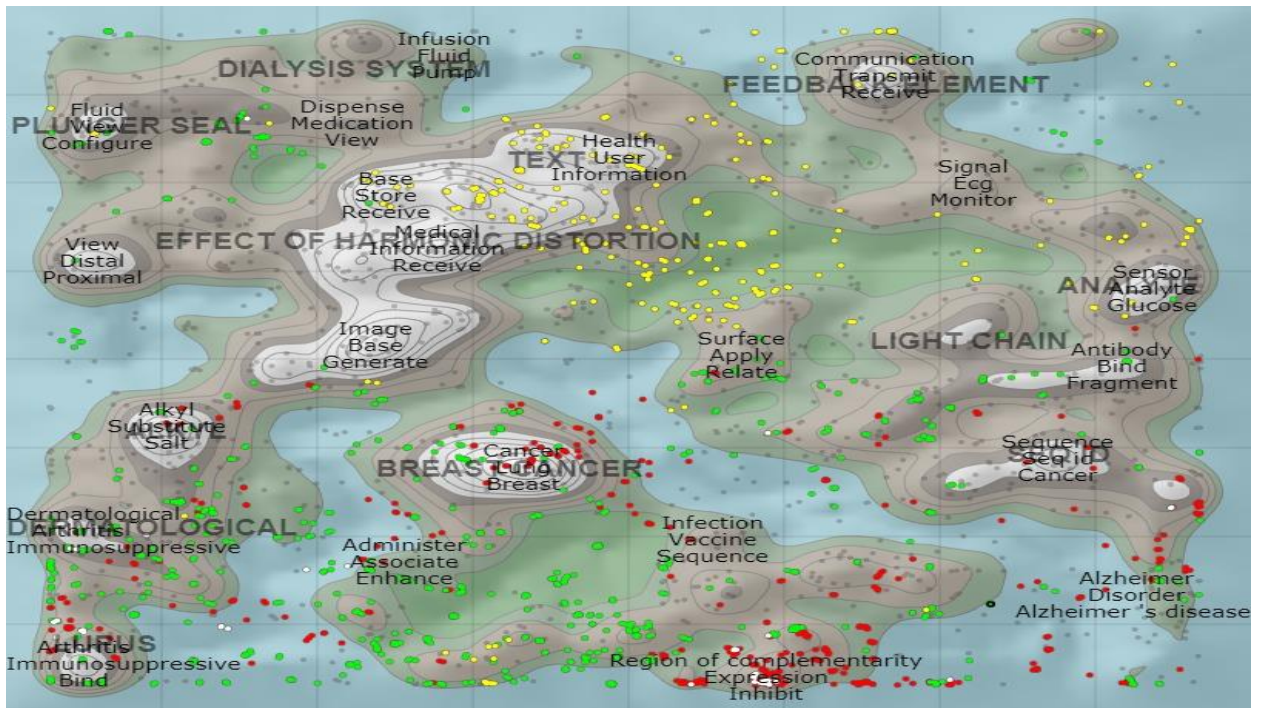 Infusion
Fluid
Pump
DIALYSIS SYSTEM
Communication
Transmit
Receive
FEEDBACK ELEMENT
Fluid
View
Configure
PLUNGER SEAL
Dispense
Medication
View
Health
User
Information
TEXT
Signal
Ecg
Monitor
Base
Store
Receive
Medical
Information
Receive
EFFECT OF HARMONIC DISTORTION
View
Distal
Proximal
Sensor
Analyte
Glucose
Image
Base
Generate
Surface
Apply
Relate
LIGHT CHAIN
Antibody
Bind
Fragment
Alkyl
Substitute
Salt
Cancer
Lung
Breast
BREAST CANCER
Sequence
Seq id
Cancer
Dermatological
Arthritis
Immunosuppressive
DERMATOLOGICAL
Administer
Associate
Enhance
Infection
Vaccine
Sequence
Alzheimer
Disorder
Alzheimer 's disease
LUPUS
Arthritis
Immunosuppressive
Bind
Region of complementarity
Expression
Inhibit